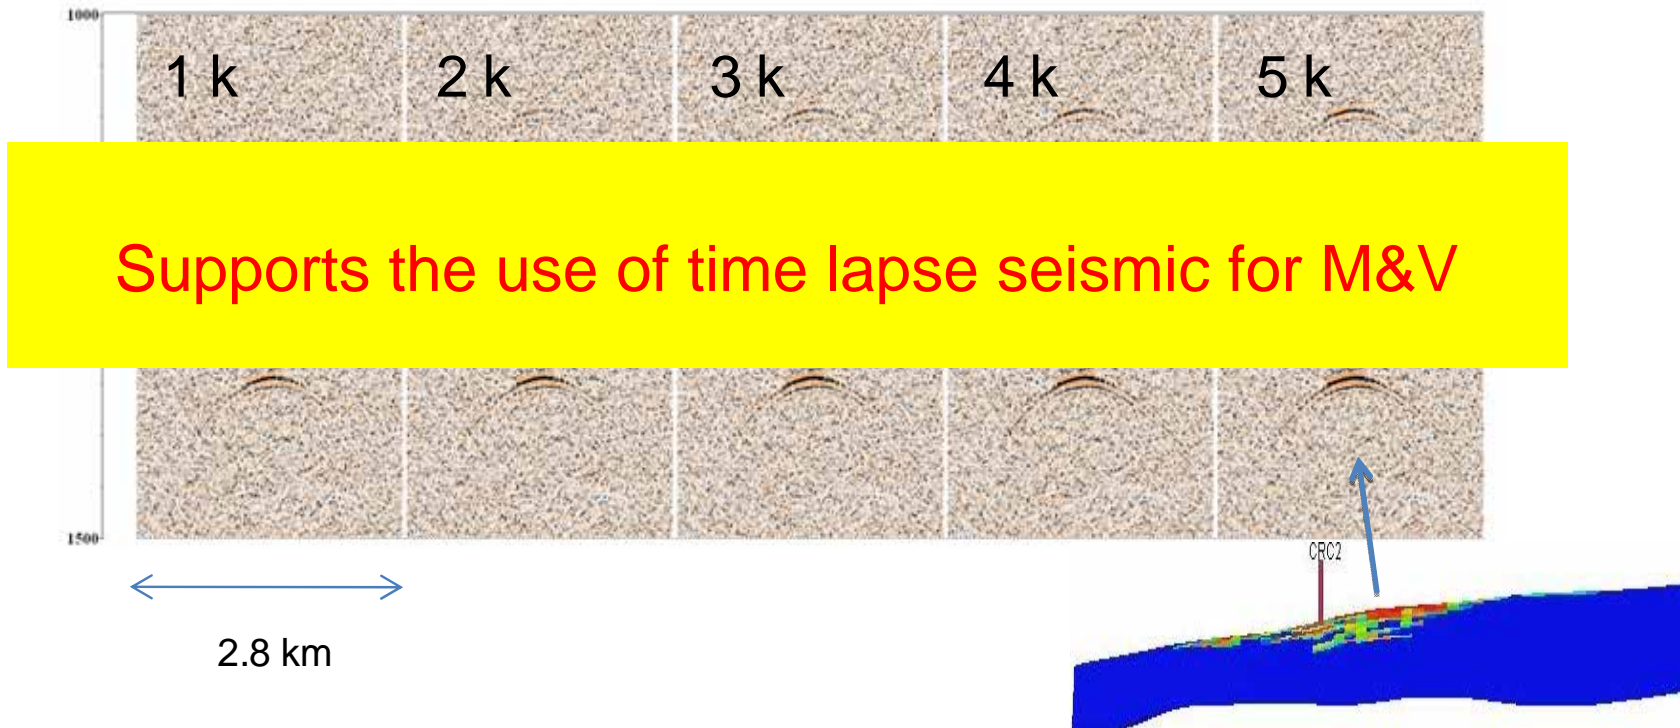 1000
1 k 2 k 3 k 4 k 5 k
Supports the use of time lapse seismic for M&V
1500
CRC2
2.8 km